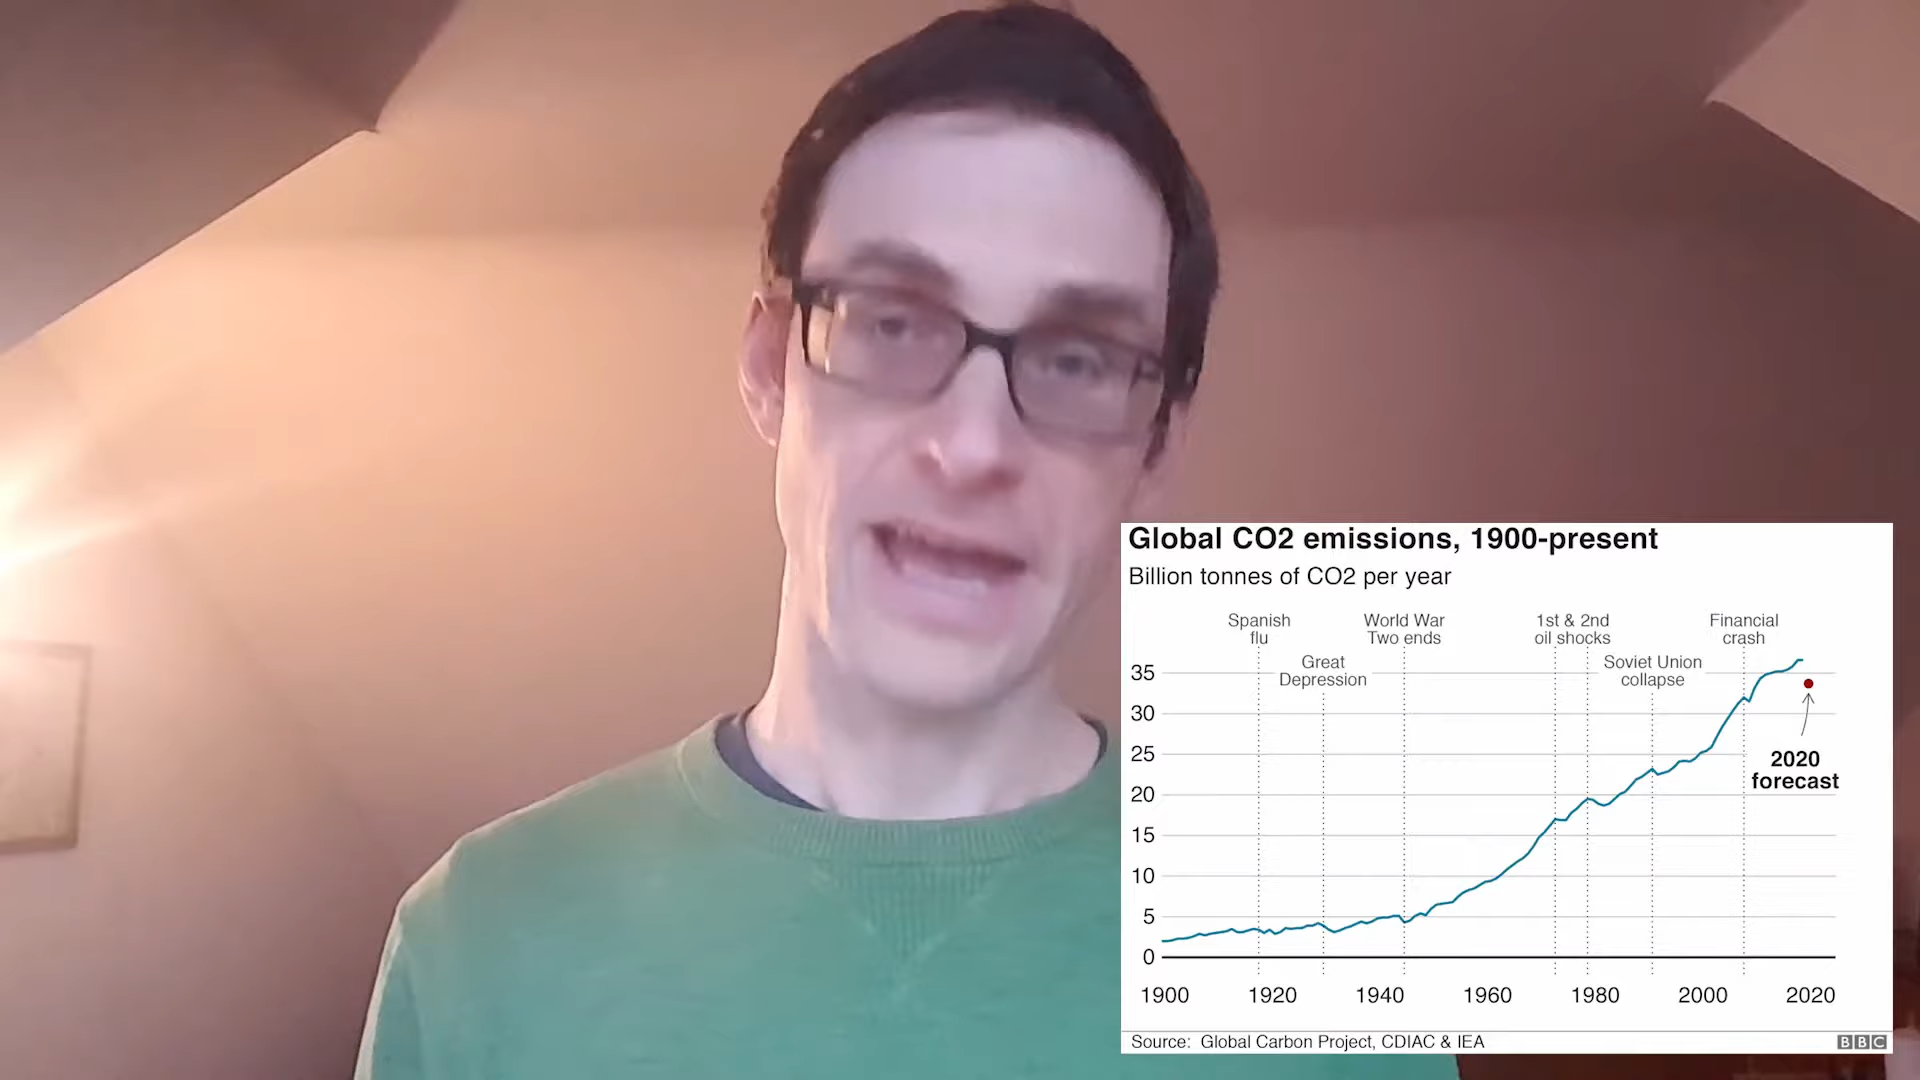 Global CO2 emissions, 1900-present
Billion tonnes of CO2 per year
Spanish
flu
Great
Depression
World War
Two ends
1st & 2nd
oil shocks
Soviet Union
collapse
Financial
crash
35
30
25
20
15
10
5
0
2020
forecast
1900 1920 1940 1960 1980 2000 2020
Source: Global Carbon Project, CDIAC & IEA
BBC